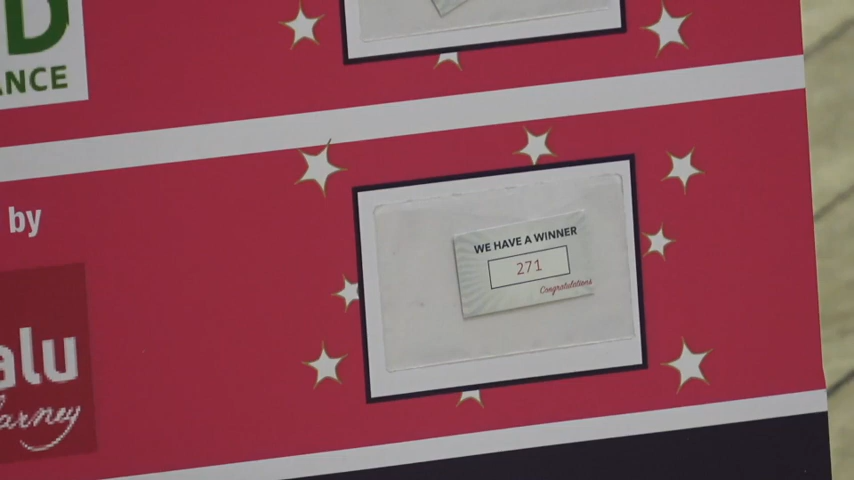 D
ANCE
by
WE HAVE A WINNER
271
Congratulations
alu
arney